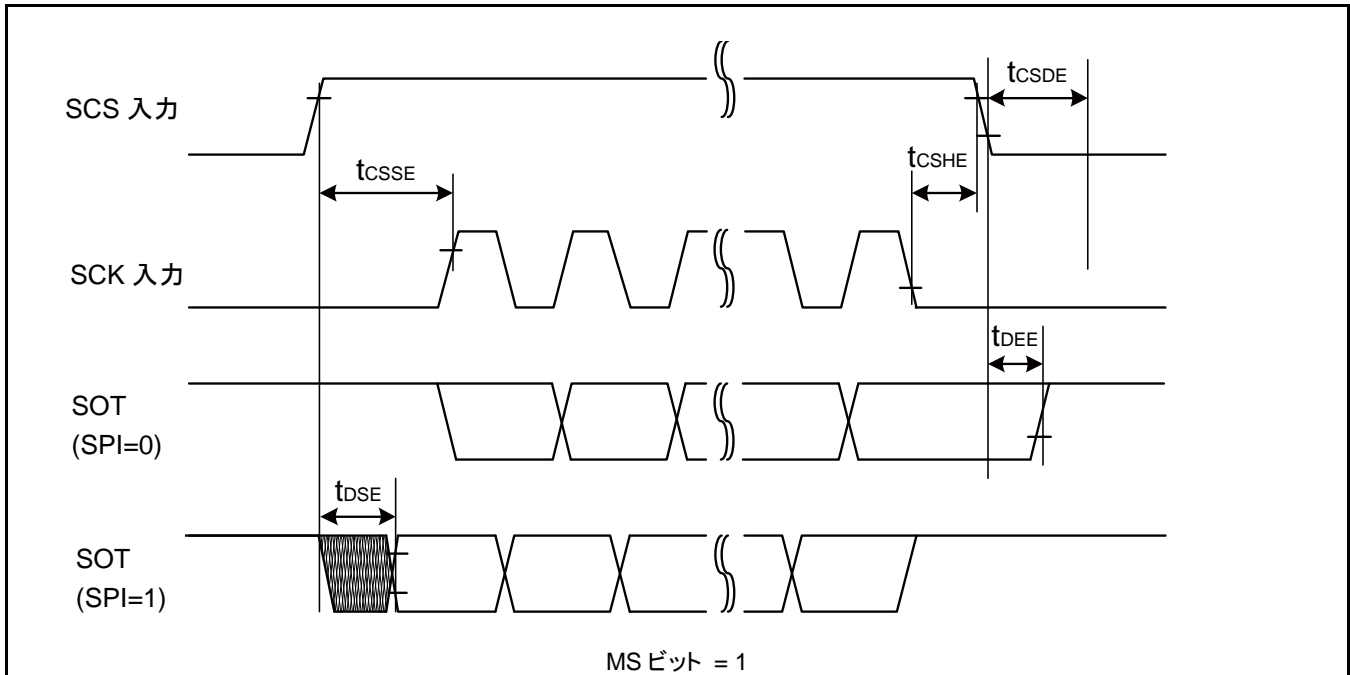 tCSDE
SCS 入力
tCSHE
tCSSE
SCK 入力
tDEE
SOT
(SPI=0)
tDSE
SOT
(SPI=1)
MS ビット = 1